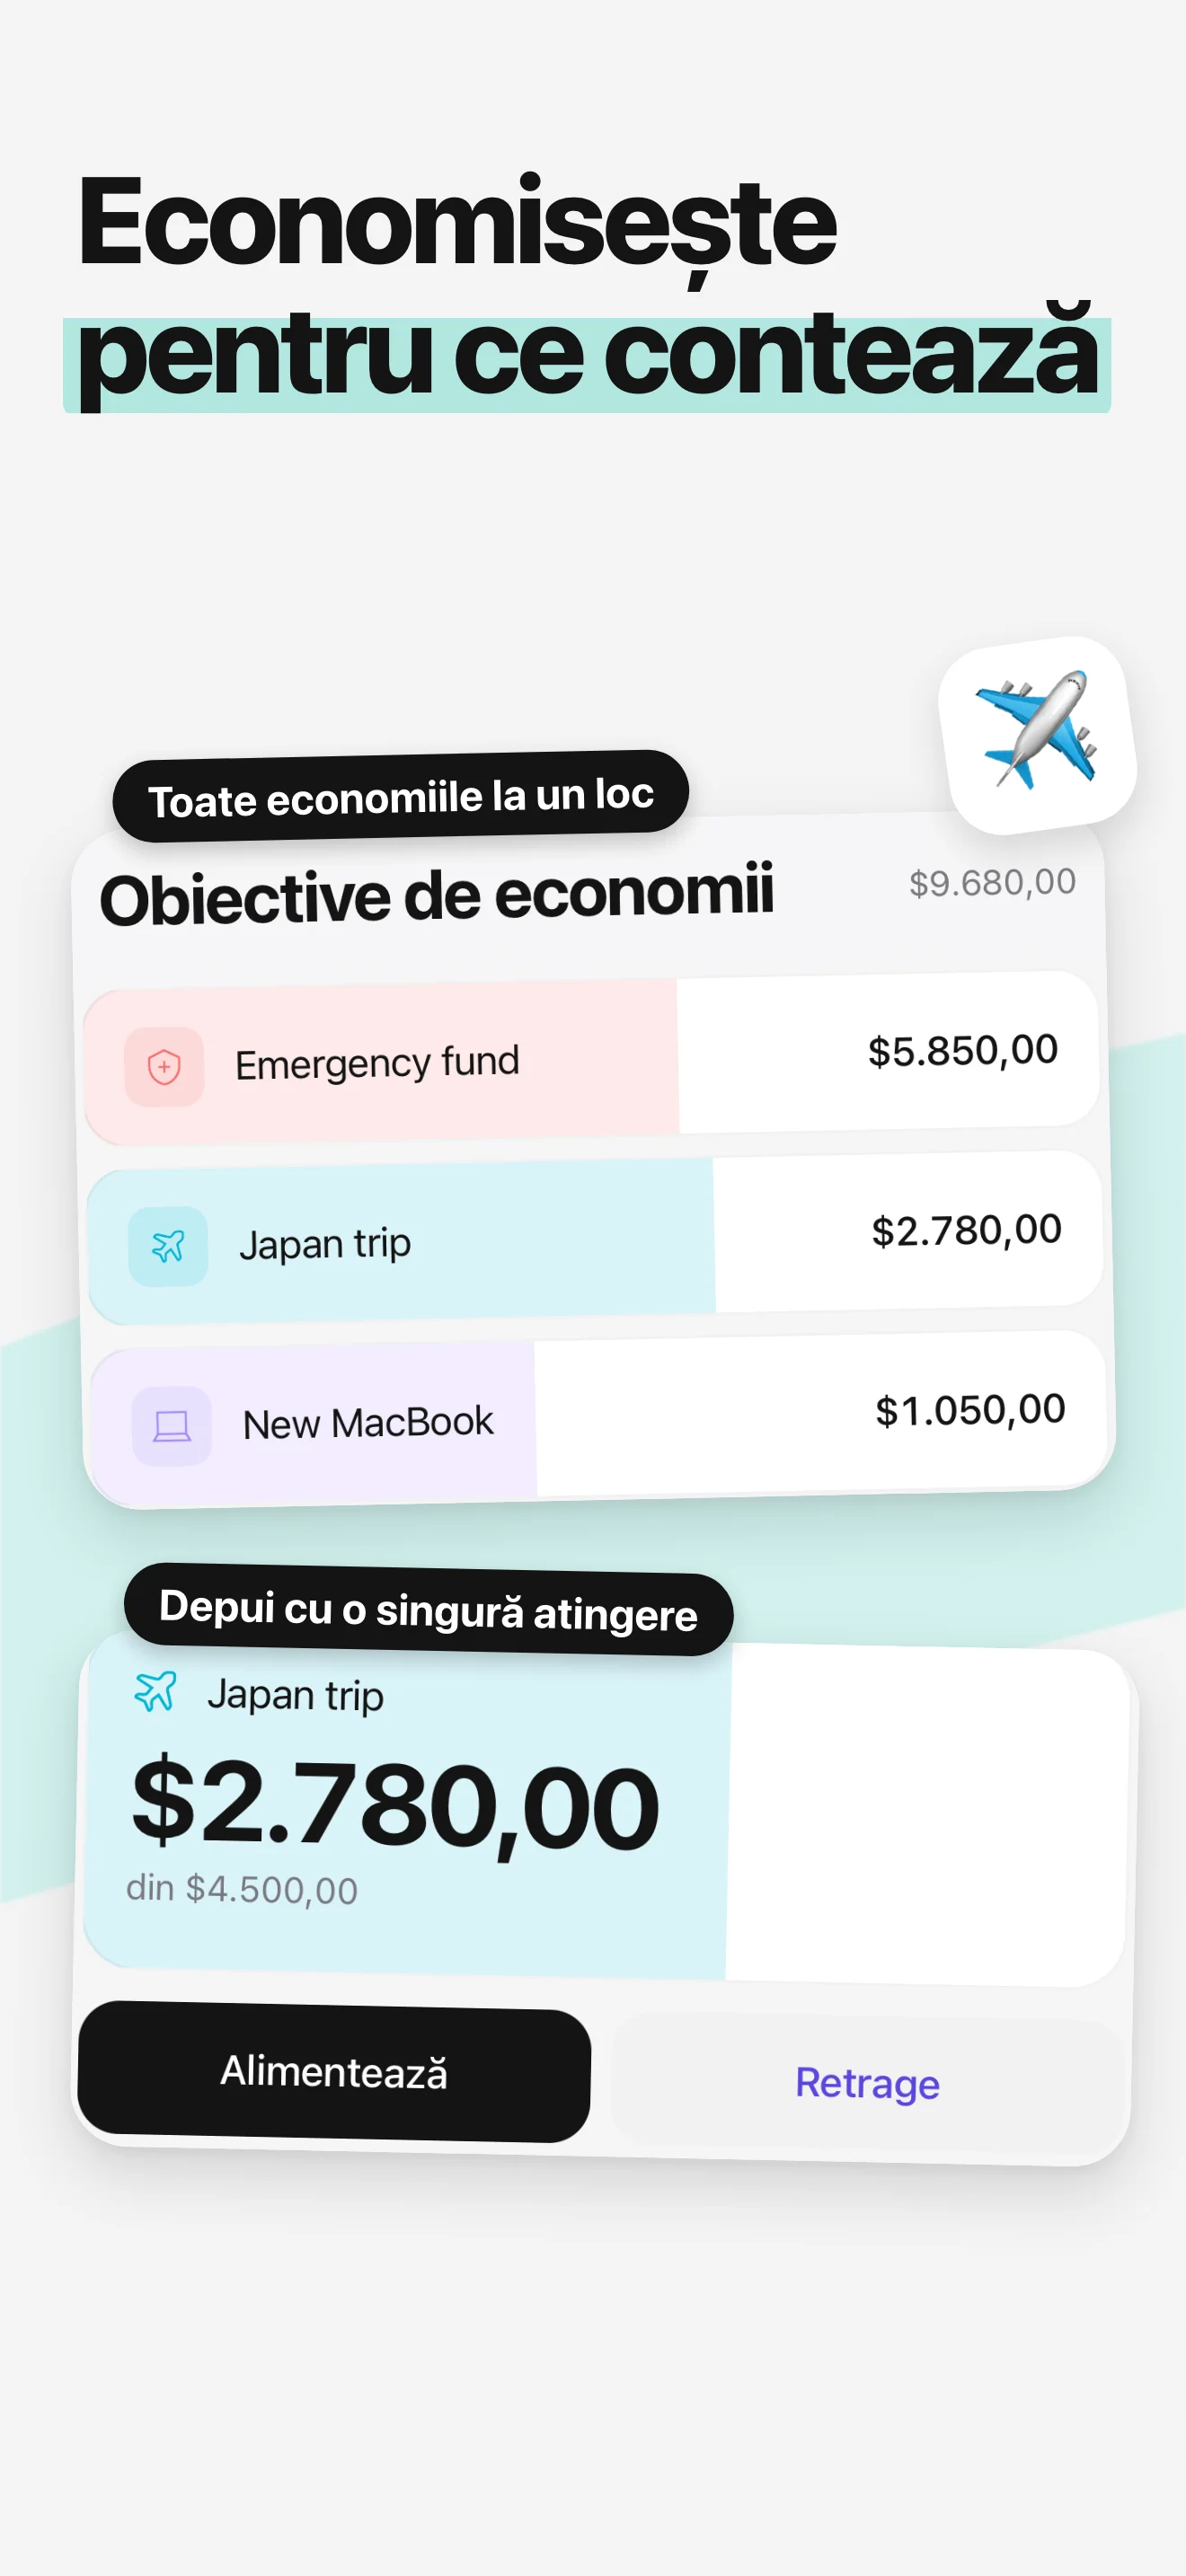 Economisește
pentru ce contează
Toate economiile la un loc
Obiective de economii
$9.680,00
Emergency fund
$5.850,00
Japan trip
$2.780,00
New MacBook
$1.050,00
Depui cu o singură atingere
Japan trip
$2.780,00
din $4.500,00
Alimentează
Retrage